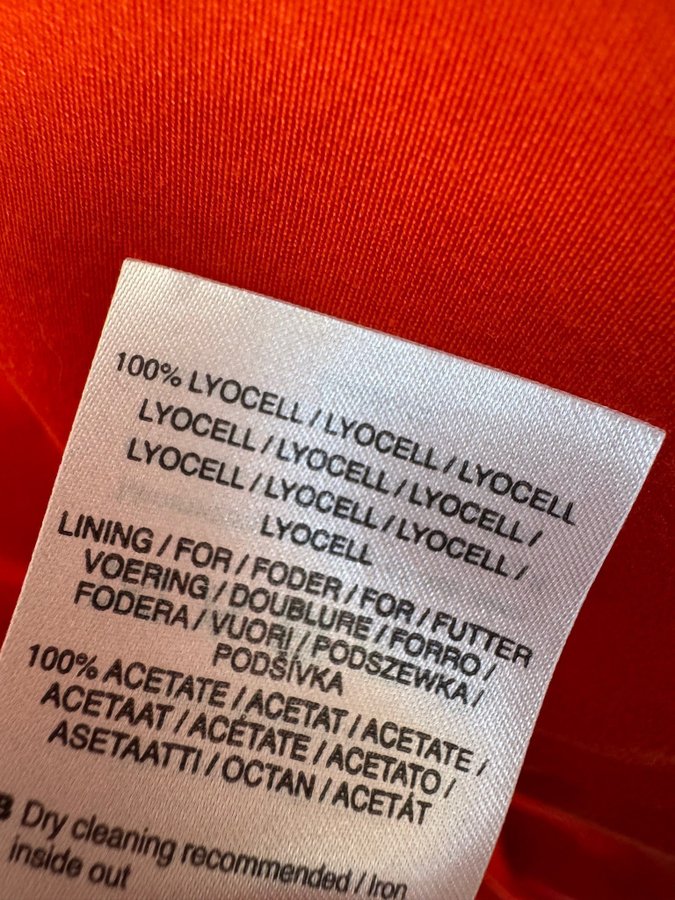 100% LYOCELL / LYOCELL / LYOCELL
LYOCELL / LYOCELL / LYOCELL /
LYOCELL / LYOCELL / LYOCELL /
LYOCELL
LINING / FOR / FODER / FOR / FUTTER
VOERING / DOUBLURE / FORRO /
FODERA / VUORI / PODSZEWKA /
PODŠÍVKA
100% ACETATE / ACETAT / ACETATE /
ACETAAT / ACÉTATE / ACETATO /
ASETAATTI / OCTAN / ACETÁT
Dry cleaning recommended / Iron
inside out